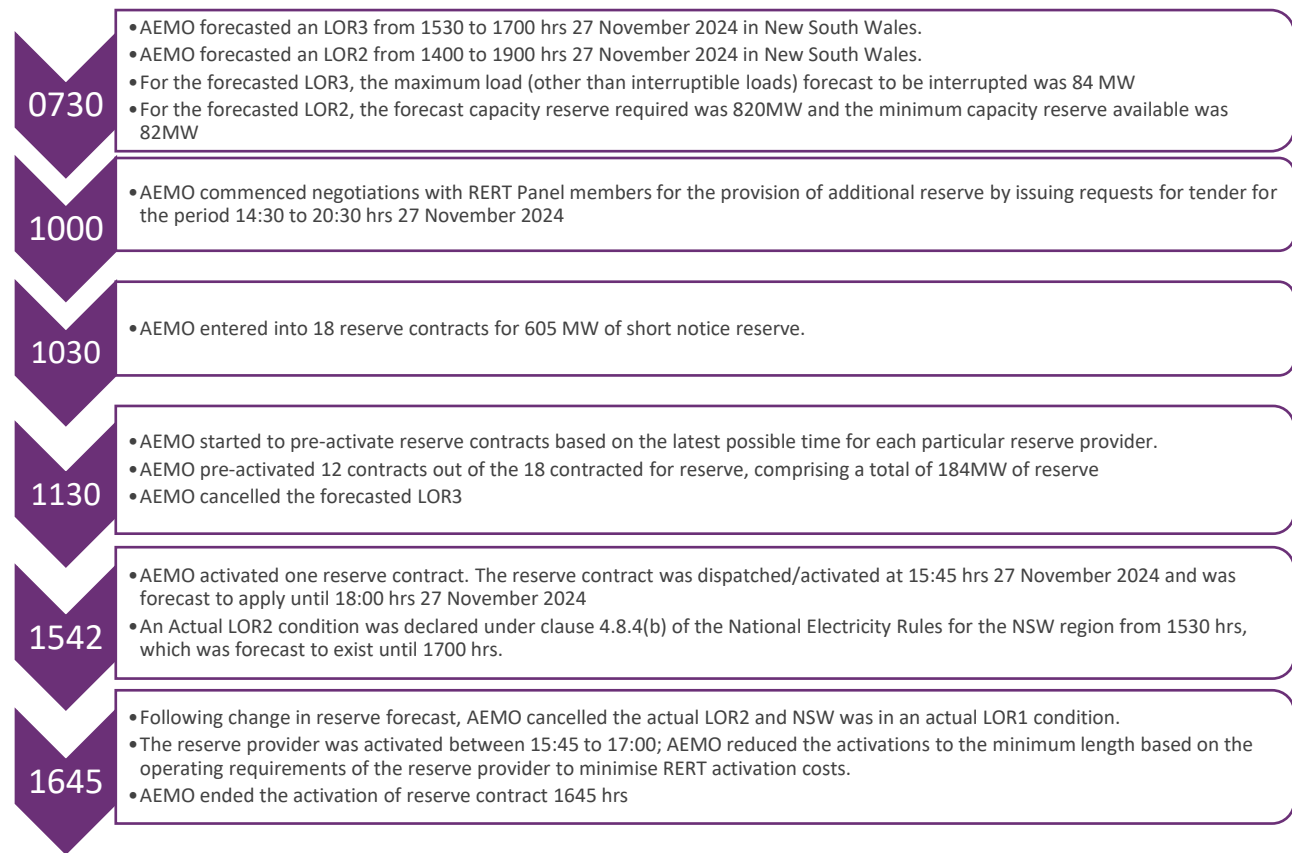 0730
•AEMO forecasted an LOR3 from 1530 to 1700 hrs 27 November 2024 in New South Wales.
•AEMO forecasted an LOR2 from 1400 to 1900 hrs 27 November 2024 in New South Wales.
•For the forecasted LOR3, the maximum load (other than interruptible loads) forecast to be interrupted was 84 MW
•For the forecasted LOR2, the forecast capacity reserve required was 820MW and the minimum capacity reserve available was
82MW
1000
•AEMO commenced negotiations with RERT Panel members for the provision of additional reserve by issuing requests for tender for
the period 14:30 to 20:30 hrs 27 November 2024
1030
•AEMO entered into 18 reserve contracts for 605 MW of short notice reserve.
1130
•AEMO started to pre-activate reserve contracts based on the latest possible time for each particular reserve provider.
•AEMO pre-activated 12 contracts out of the 18 contracted for reserve, comprising a total of 184MW of reserve
•AEMO cancelled the forecasted LOR3
1542
•AEMO activated one reserve contract. The reserve contract was dispatched/activated at 15:45 hrs 27 November 2024 and was
forecast to apply until 18:00 hrs 27 November 2024
•An Actual LOR2 condition was declared under clause 4.8.4(b) of the National Electricity Rules for the NSW region from 1530 hrs,
which was forecast to exist until 1700 hrs.
1645
•Following change in reserve forecast, AEMO cancelled the actual LOR2 and NSW was in an actual LOR1 condition.
•The reserve provider was activated between 15:45 to 17:00; AEMO reduced the activations to the minimum length based on the
operating requirements of the reserve provider to minimise RERT activation costs.
•AEMO ended the activation of reserve contract 1645 hrs